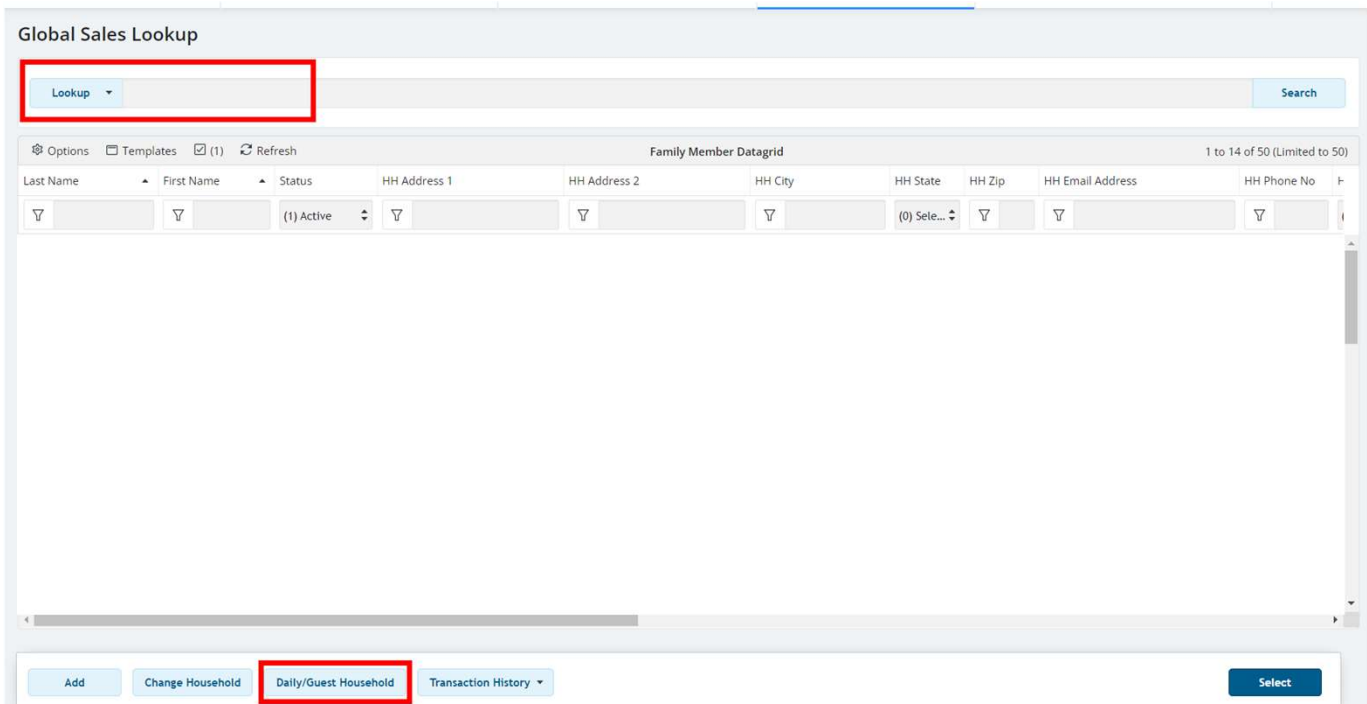 Global Sales Lookup
Lookup Search
Options Templates (1) Refresh Family Member Datagrid 1 to 14 of 50 (Limited to 50)
Last Name First Name Status HH Address 1 HH Address 2 HH City HH State HH Zip HH Email Address HH Phone No
(1) Active (0) Sele...
Add Change Household Daily/Guest Household Transaction History Select